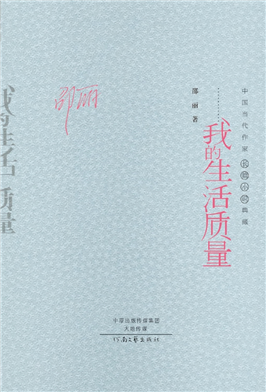 我的生活质量
邵丽
中国当代作家长篇小说典藏
邵丽 著
我的生活质量
中原出版传媒集团
大地传媒
河南文艺出版社